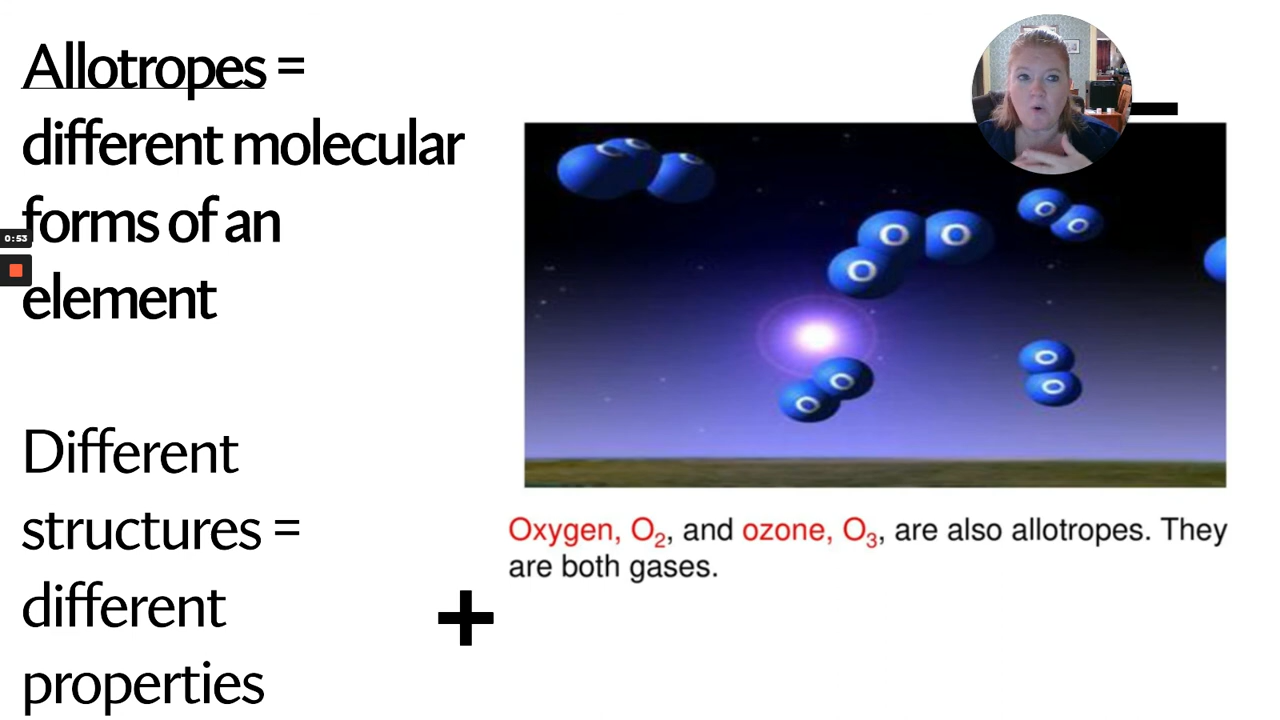 Allotropes =
different molecular
forms of an
element
0:53
Different
structures =
different
properties
O
O
O
O
O
O
O
O
O
Oxygen, O₂, and ozone, O₃, are also allotropes. They
are both gases.